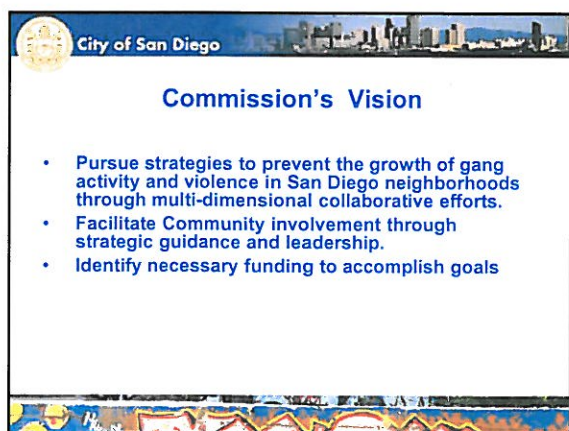 City of San Diego
Commission's Vision
• Pursue strategies to prevent the growth of gang
activity and violence in San Diego neighborhoods
through multi-dimensional collaborative efforts.
• Facilitate Community involvement through
strategic guidance and leadership.
• Identify necessary funding to accomplish goals